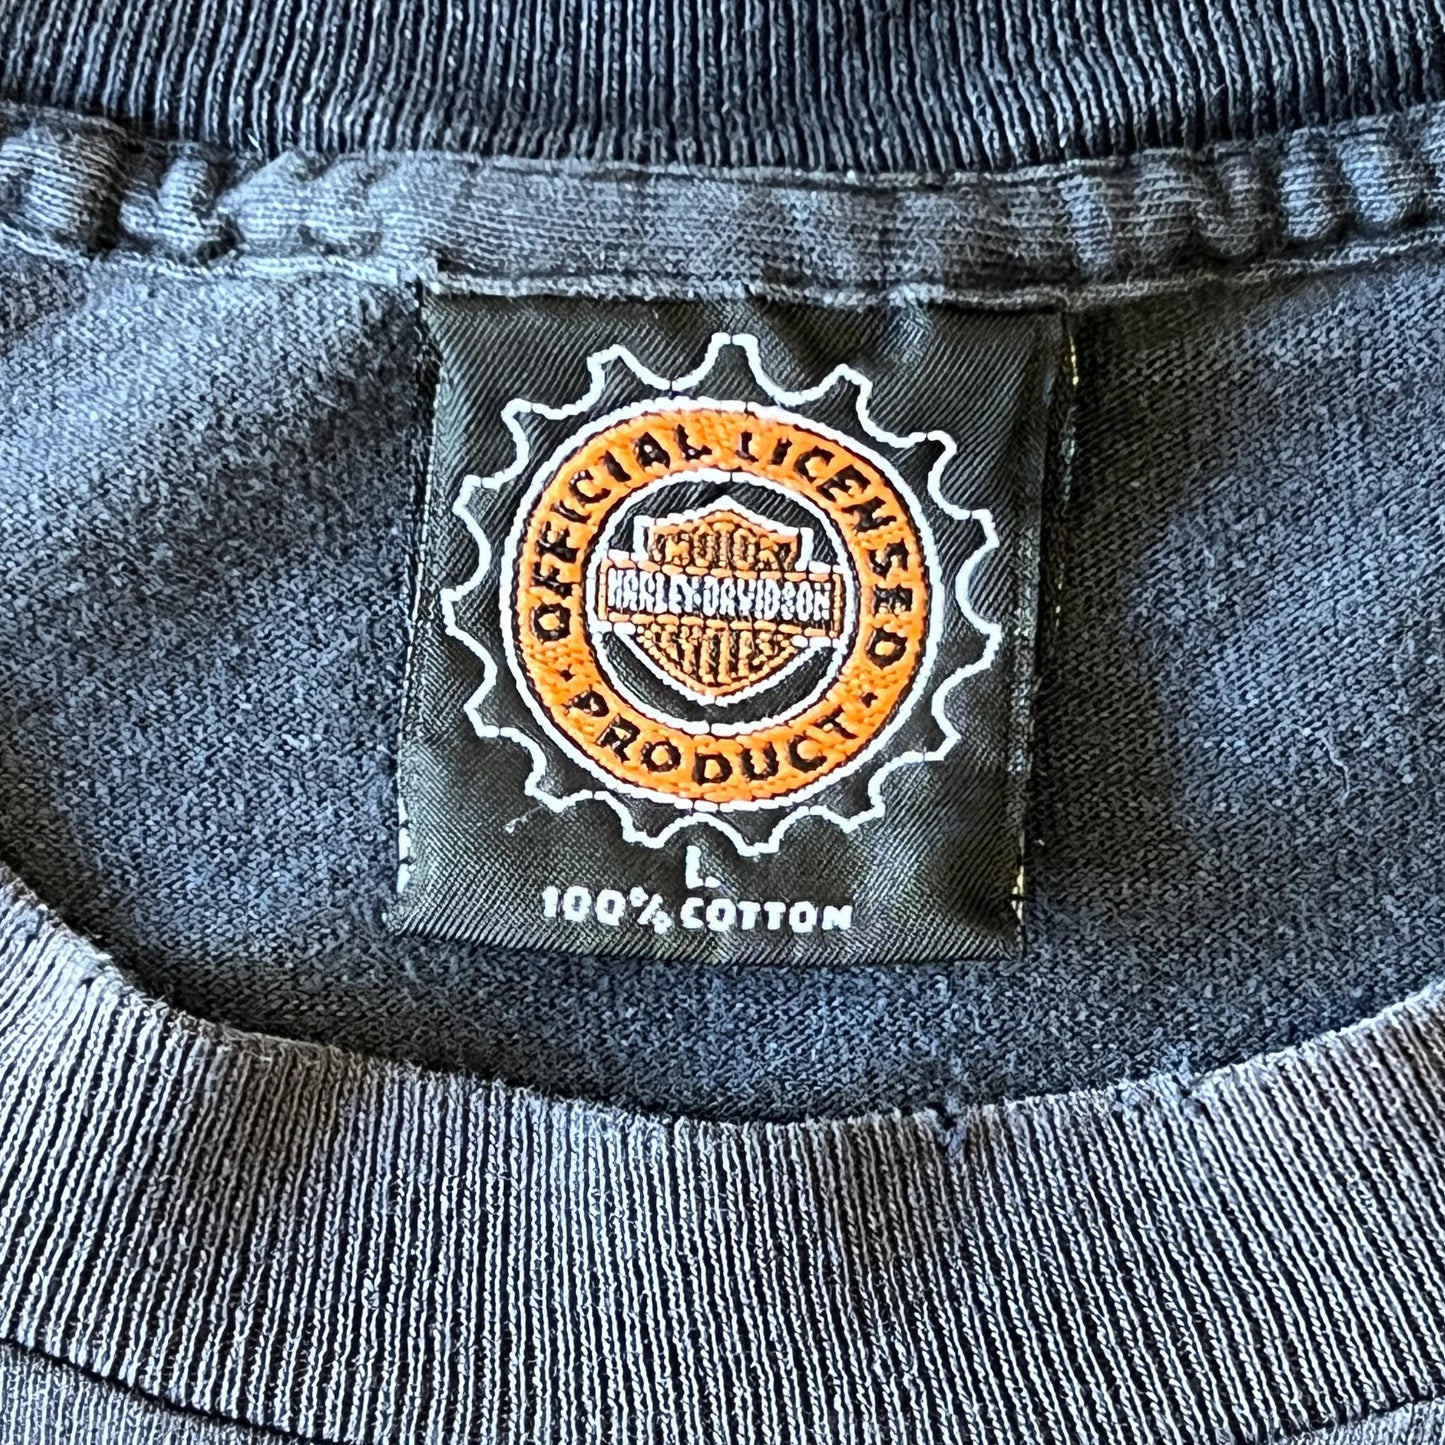 OFFICIAL LICENSED
MOTOR
HARLEY-DAVIDSON
CYCLES
· PRODUCT ·
L.
100% COTTON